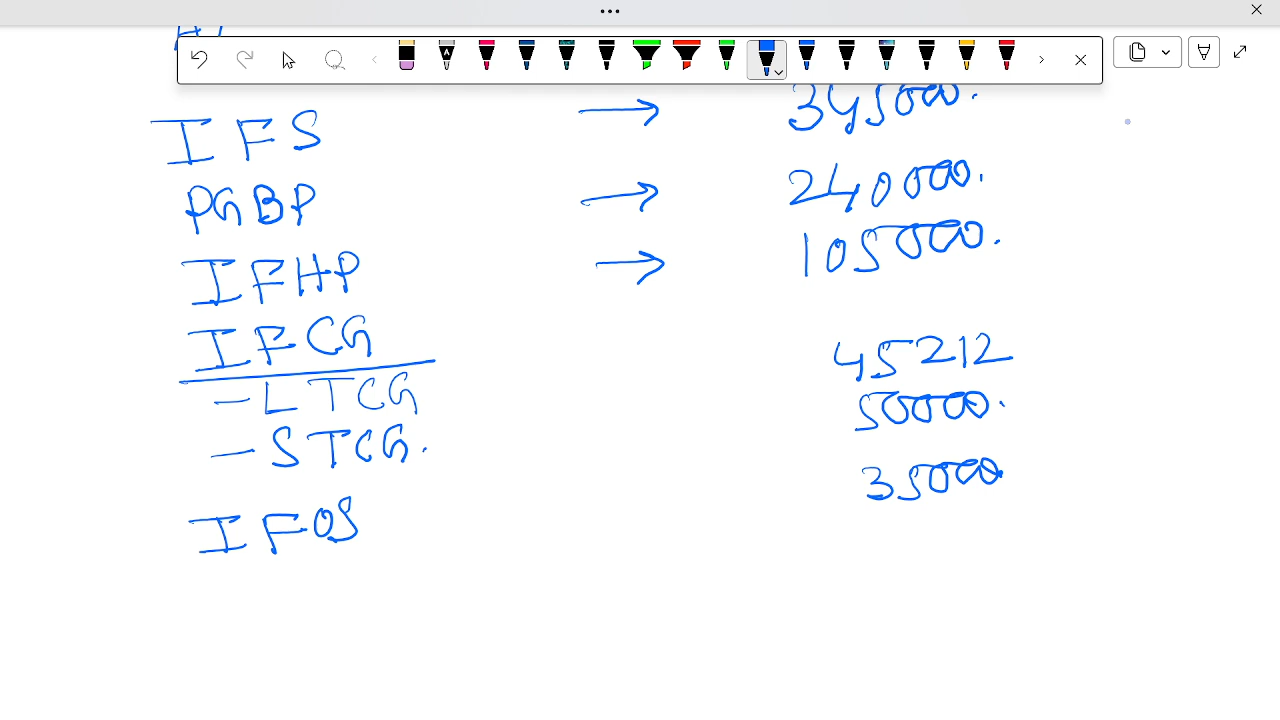 IFS → 345000.
PGBP → 240000.
IFHP → 105000.
IFCG
- LTCG 45212
- STCG. 50000.
IFOS 35000